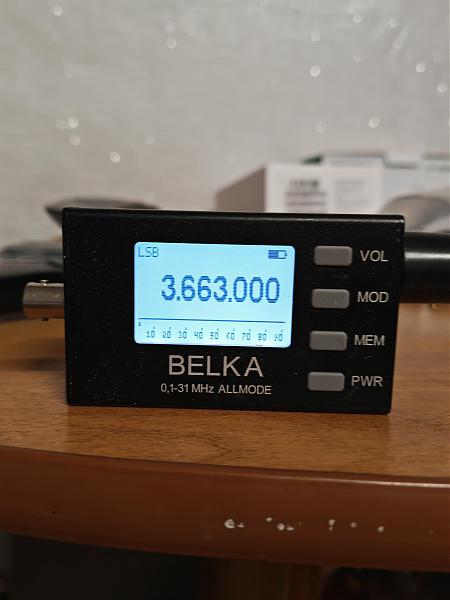 LSB
3.663.000
10 20 30 40 50 60 70 80 90
BELKA
0,1-31 MHz ALLMODE
VOL
MOD
MEM
PWR